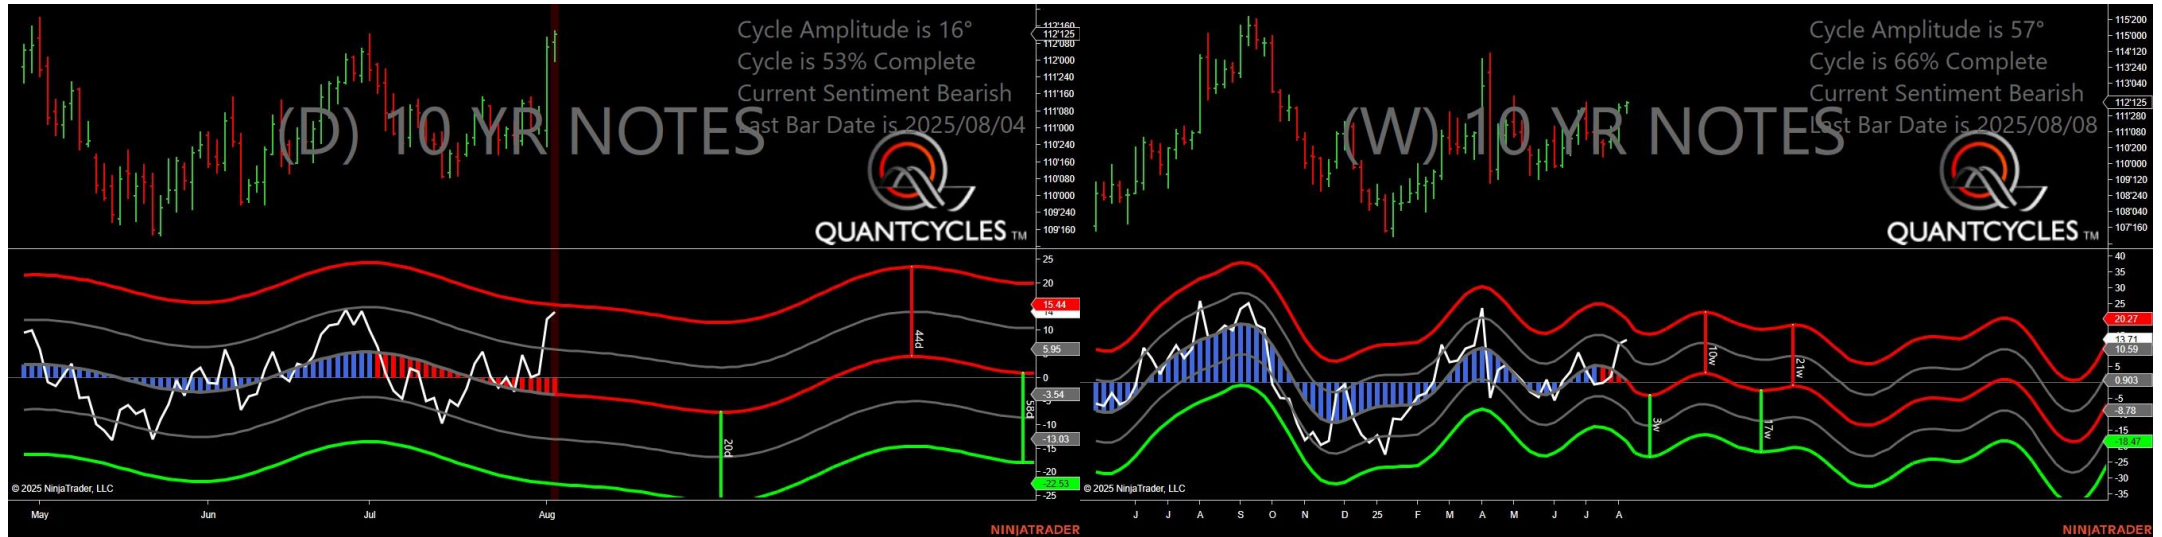 Cycle Amplitude is 16°
Cycle is 53% Complete
Current Sentiment Bearish
Last Bar Date is 2025/08/04
(D) 10 YR NOTES
QUANTCYCLES TM
112'160
112'125
112'080
112'000
111'240
111'160
111'080
111'000
110'240
110'160
110'080
110'000
109'240
109'160
25
20
15.44
14
10
5.95
0
-3.54
-5
-10
-13.03
-15
-20
-22.53
-25
44d
20d
58d
© 2025 NinjaTrader, LLC
May Jun Jul Aug
NINJATRADER
Cycle Amplitude is 57°
Cycle is 66% Complete
Current Sentiment Bearish
Last Bar Date is 2025/08/08
(W) 10 YR NOTES
QUANTCYCLES TM
115'200
115'000
114'120
113'240
113'040
112'125
111'280
111'080
110'200
110'000
109'120
108'240
108'040
107'160
40
35
30
25
20.27
13.71
10.59
5
0.903
-5
-8.78
-15
-18.47
-25
-30
-35
10w
21w
3w
17w
© 2025 NinjaTrader, LLC
J J A S O N D 25 F M A M J J A
NINJATRADER